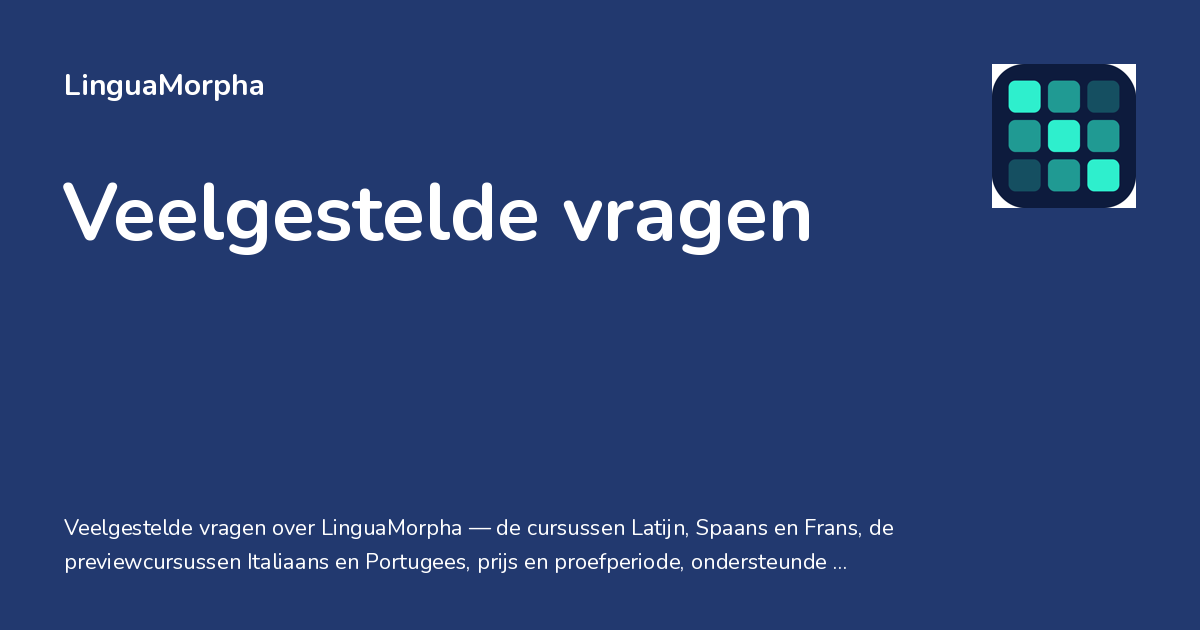 LinguaMorpha
Veelgestelde vragen
Veelgestelde vragen over LinguaMorpha — de cursussen Latijn, Spaans en Frans, de
previewcursussen Italiaans en Portugees, prijs en proefperiode, ondersteunde ...